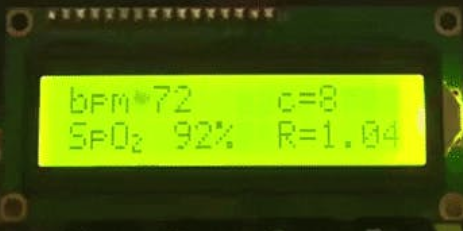 bpm 72 c=8
SpO₂ 92% R=1.04